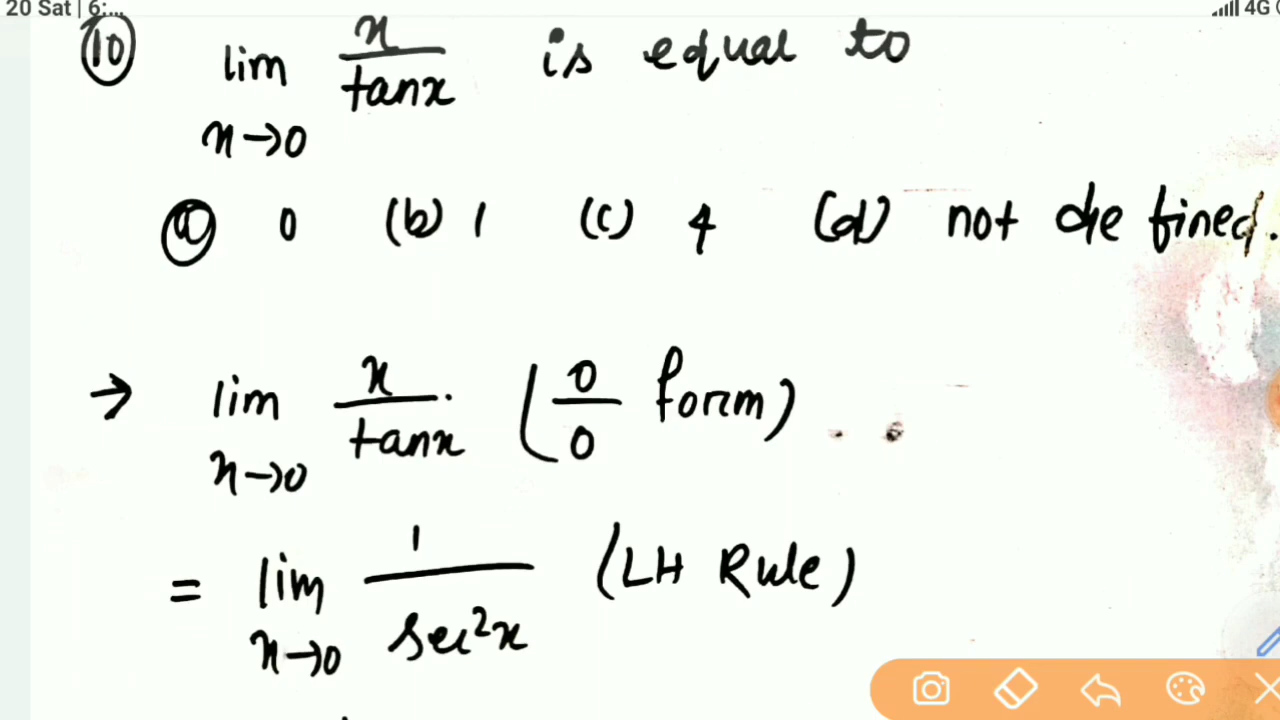 20 Sat | 6:... 4G
(10) lim x→0 x/tanx is equal to
(a) 0 (b) 1 (c) 4 (d) not defined.
→ lim x→0 x/tanx (0/0 form)
= lim x→0 1/sec²x (LH Rule)